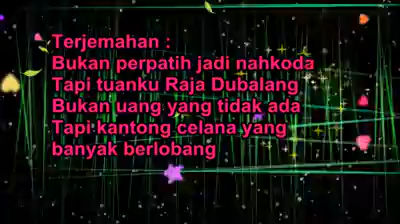 Terjemahan :
Bukan perpatih jadi nahkoda
Tapi tuanku Raja Dubalang
Bukan uang yang tidak ada
Tapi kantong celana yang
banyak berlobang